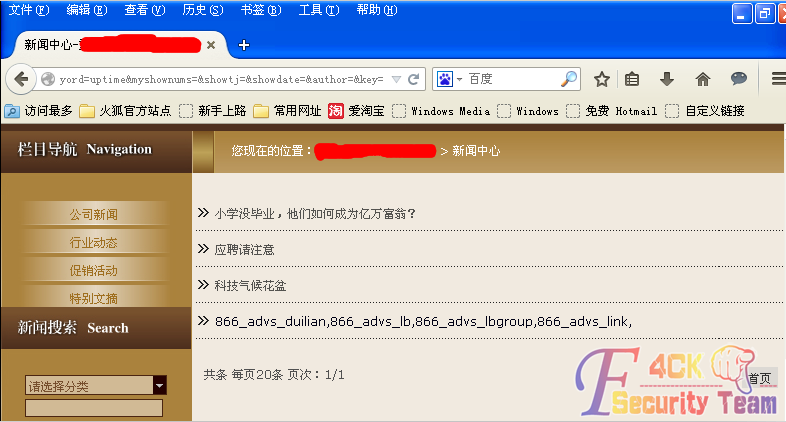 文件(F) 编辑(E) 查看(V) 历史(S) 书签(B) 工具(T) 帮助(H)
新闻中心-
yord=uptime&myshownums=&showtj=&showdate=&author=&key=
百度
访问最多 火狐官方站点 新手上路 常用网址 淘 爱淘宝 Windows Media Windows 免费 Hotmail 自定义链接
栏目导航 Navigation
您现在的位置： > 新闻中心
公司新闻
行业动态
促销活动
特别文摘
新闻搜索 Search
请选择分类
小学没毕业，他们如何成为亿万富翁？
应聘请注意
科技气候花盆
866_advs_duilian,866_advs_lb,866_advs_lbgroup,866_advs_link,
共条 每页20条 页次：1/1
首页
F4CK
Security Team